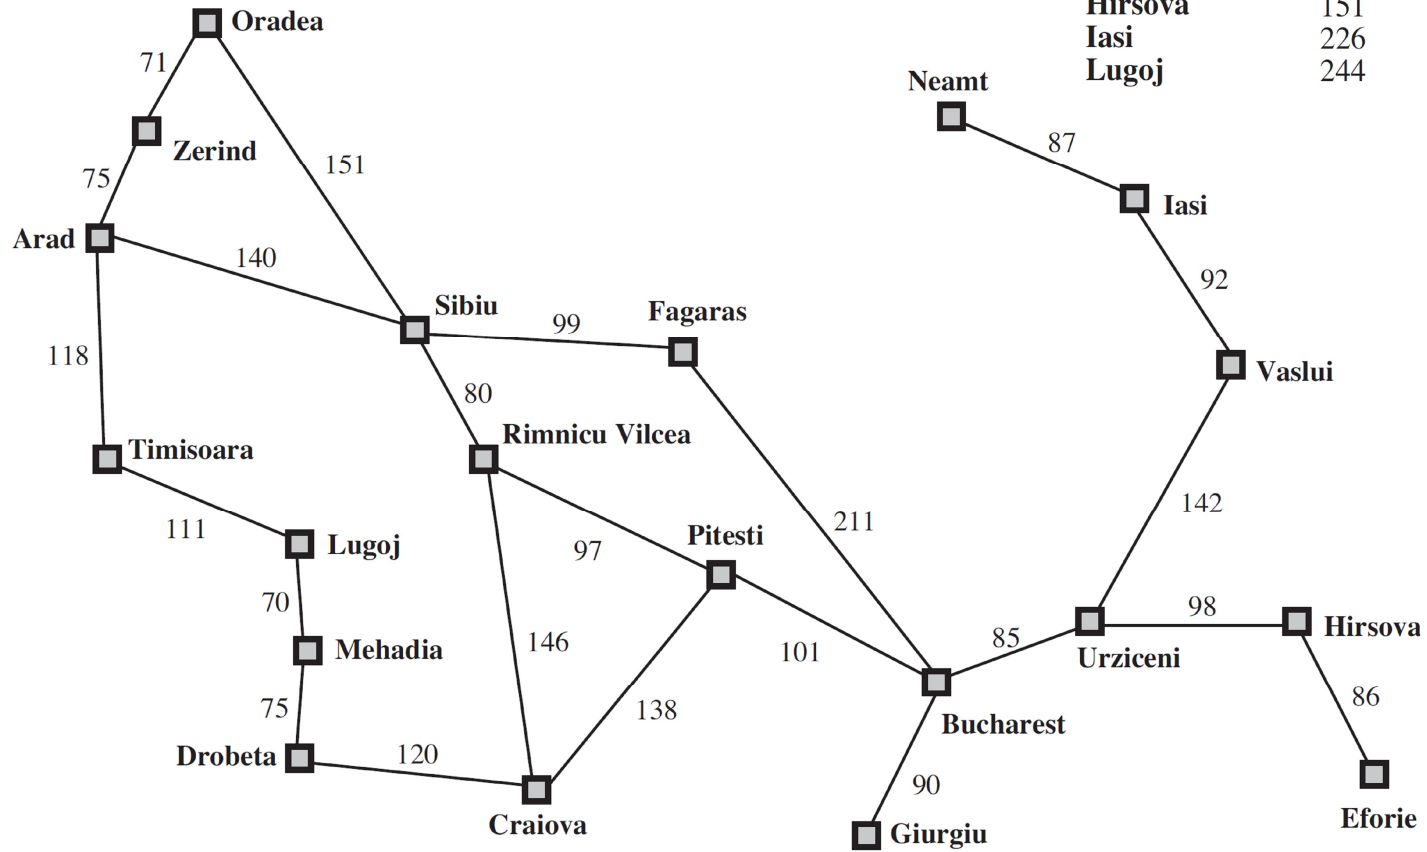 Hirsova 151
Iasi 226
Lugoj 244
Oradea
71
Neamt
87
Zerind
151
75
Iasi
Arad
140
92
Sibiu
Fagaras
99
118
Vaslui
80
Timisoara
Rimnicu Vilcea
142
211
111
Lugoj
97
Pitesti
70
98
Hirsova
Mehadia
146
101
85
Urziceni
75
138
86
Bucharest
Drobeta
120
90
Craiova
Giurgiu
Eforie